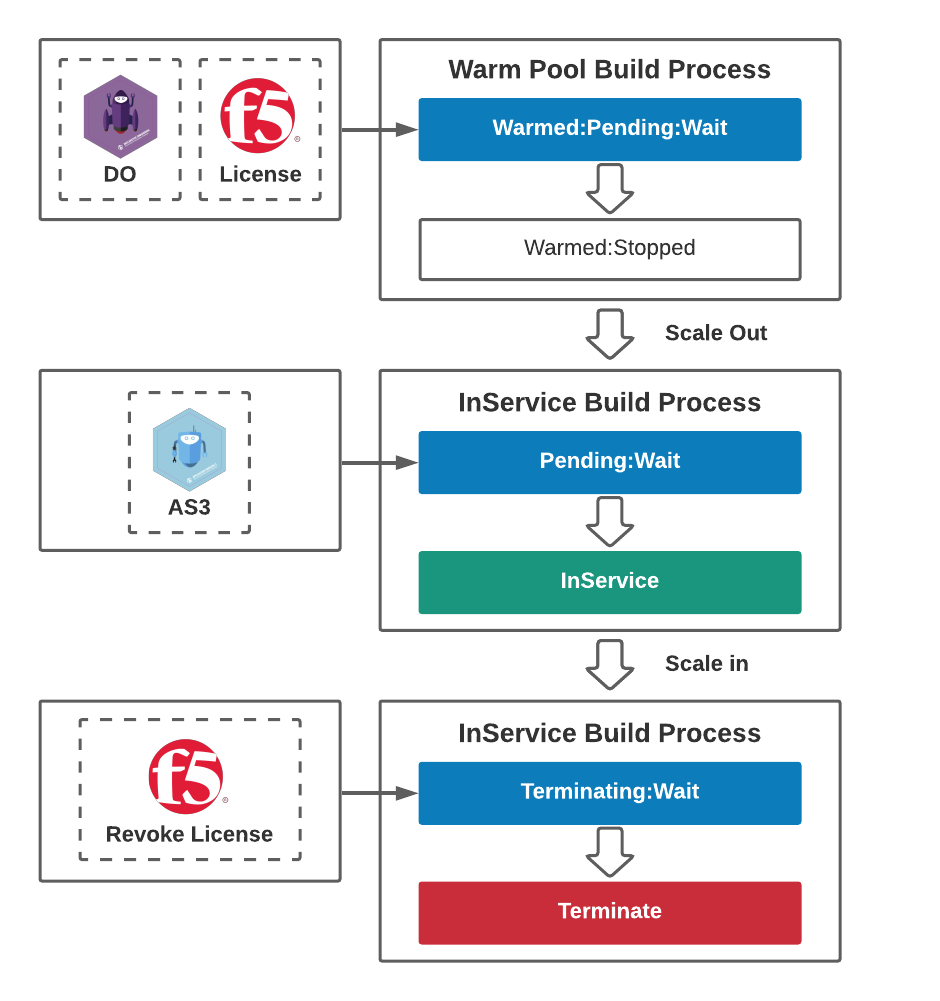 Warm Pool Build Process
Warmed:Pending:Wait
f5
®
DO
License
Warmed:Stopped
Scale Out
InService Build Process
Pending:Wait
AS3
InService
Scale in
InService Build Process
Terminating:Wait
f5
®
Revoke License
Terminate